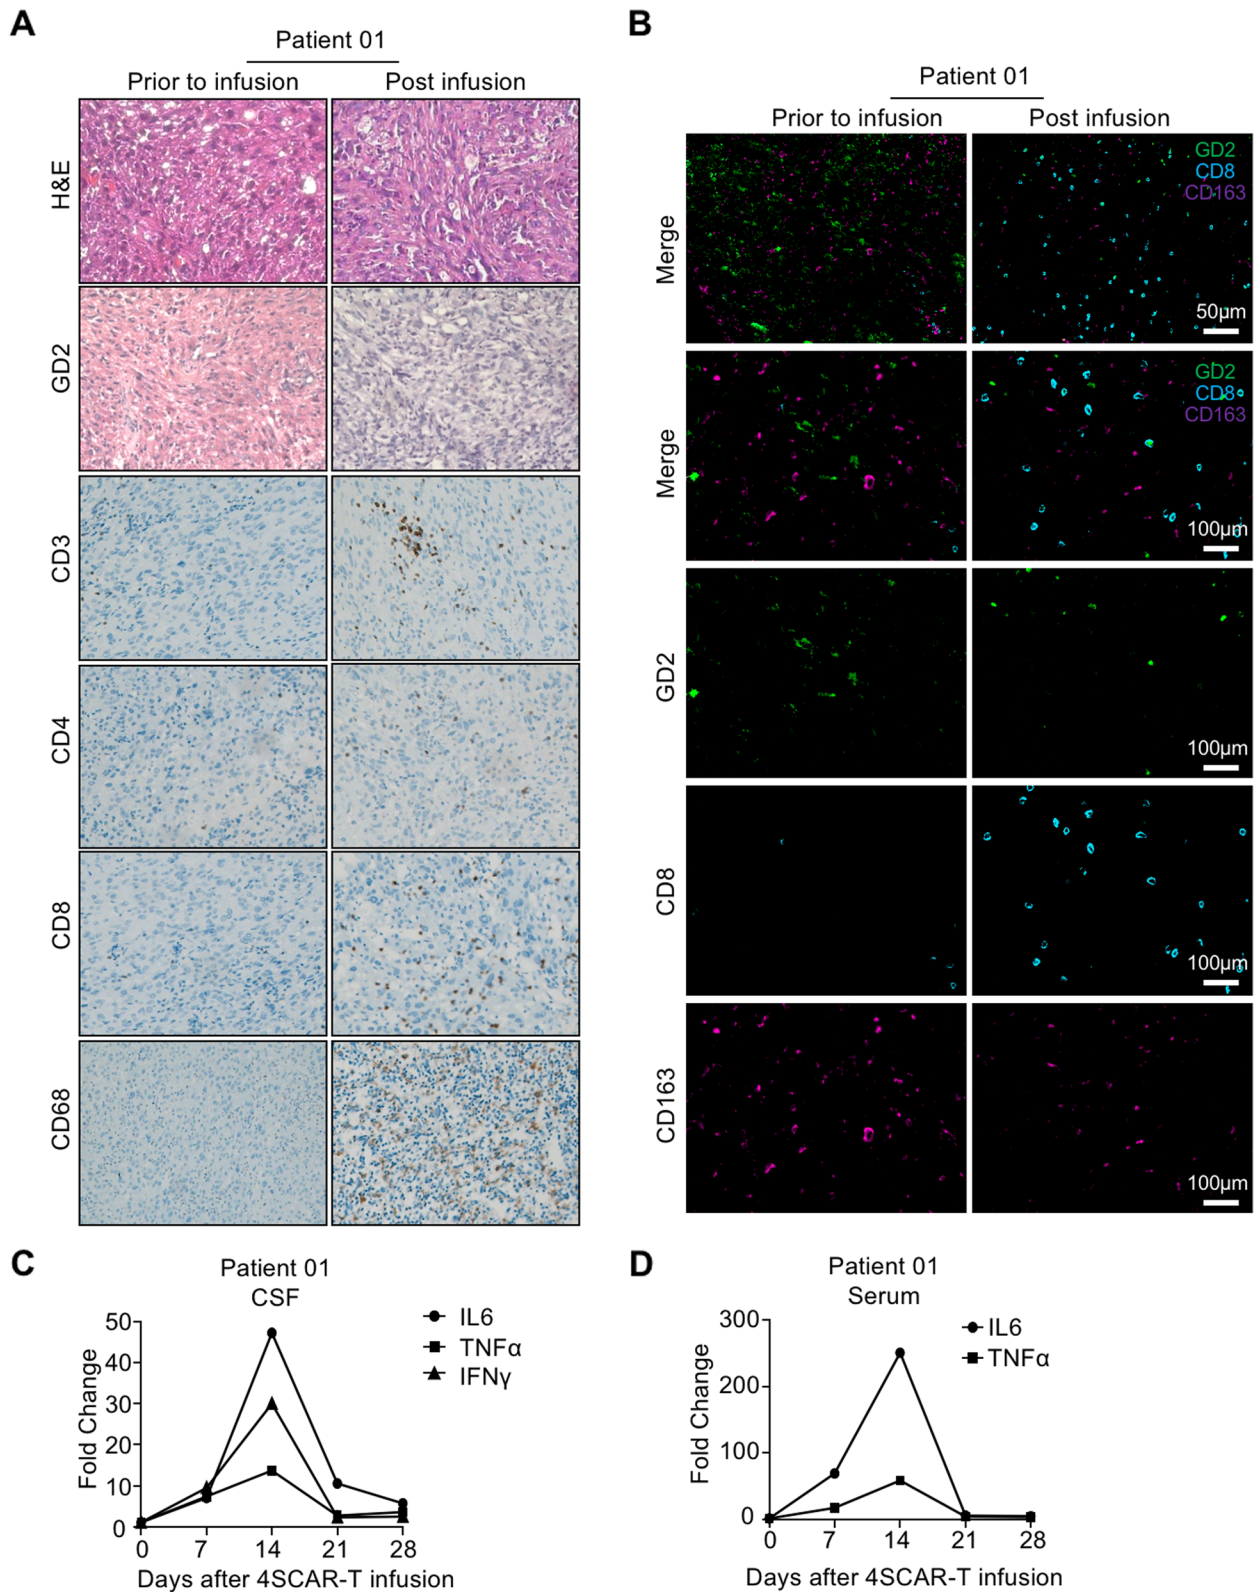 A
Patient 01
Prior to infusion
Post infusion
H&E
GD2
CD3
CD4
CD8
CD68
B
Patient 01
Prior to infusion
Post infusion
Merge
GD2
CD8
CD163
50μm
Merge
GD2
CD8
CD163
100μm
GD2
100μm
CD8
100μm
CD163
100μm
C
Patient 01
CSF
Fold Change
50
40
30
20
10
0
0 7 14 21 28
Days after 4SCAR-T infusion
IL6
TNFα
IFNγ
D
Patient 01
Serum
Fold Change
300
200
100
0
0 7 14 21 28
Days after 4SCAR-T infusion
IL6
TNFα